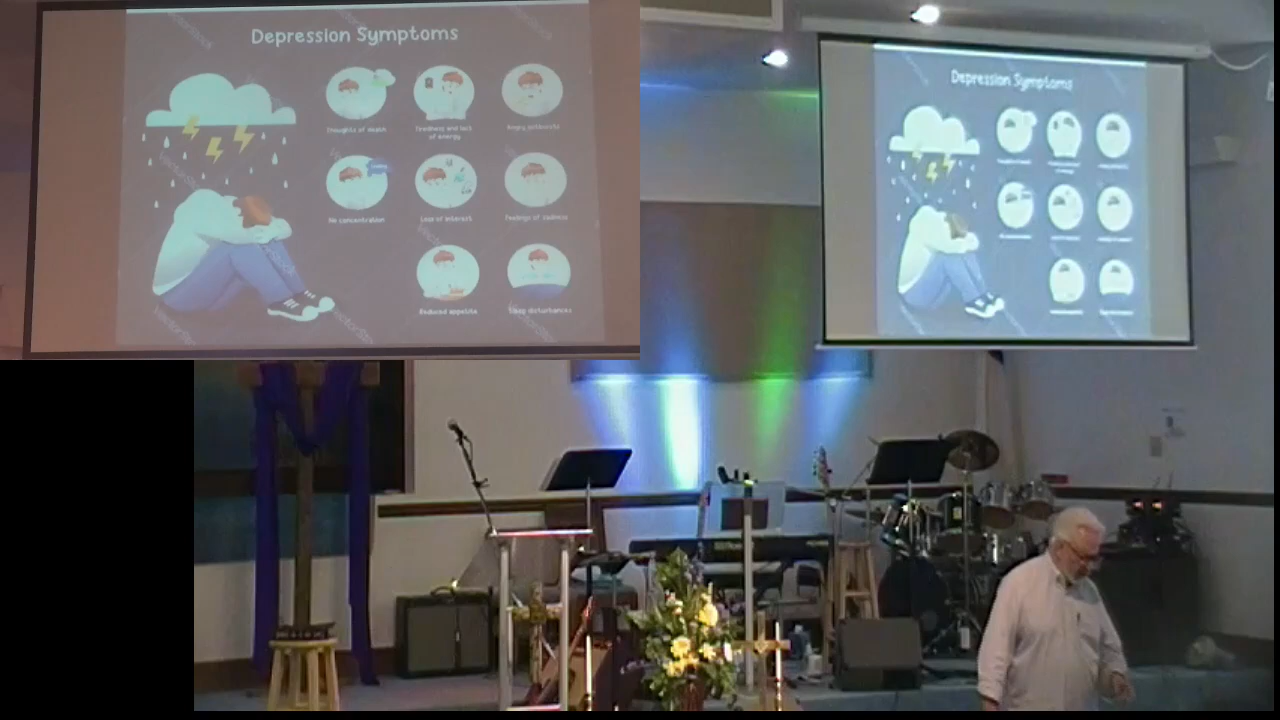 Depression Symptoms
Thoughts of death
Tiredness and lack
of energy
Angry outbursts
No concentration
Loss of interest
Feelings of sadness
Reduced appetite
Sleep disturbances
Depression Symptoms